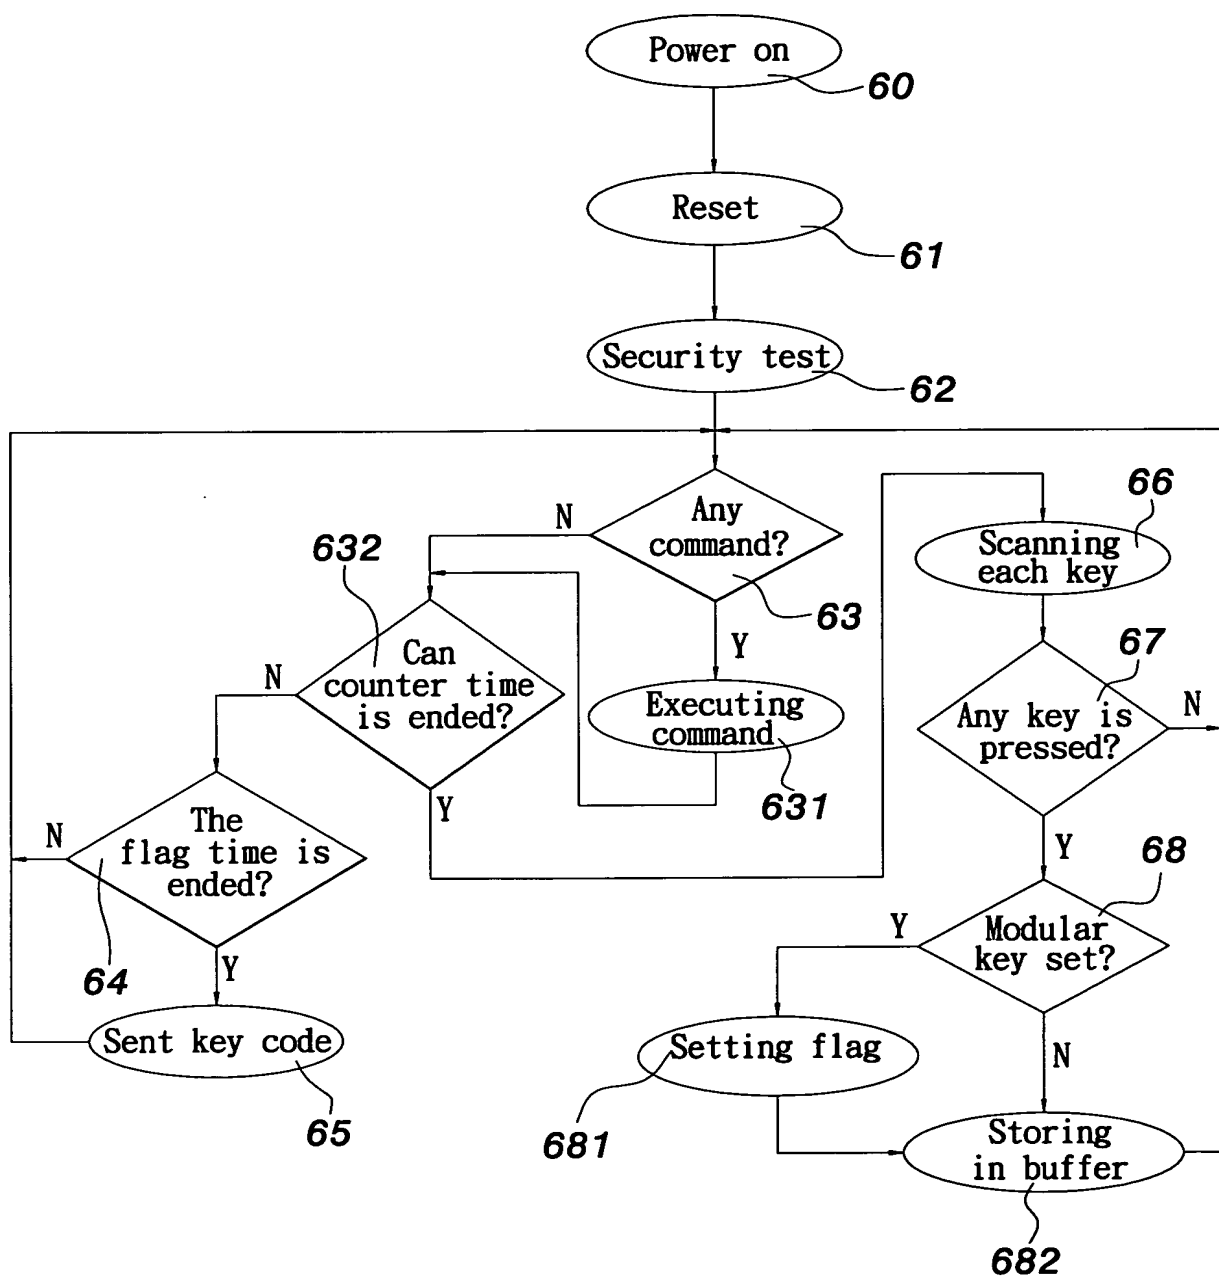 Power on
60
Reset
61
Security test
62
Any
command?
63
N
Y
632
Can
counter time
is ended?
N
Y
Executing
command
631
66
Scanning
each key
67
Any key is
pressed?
N
Y
The
flag time is
ended?
N
Y
64
68
Modular
key set?
Y
N
Sent key code
65
Setting flag
681
Storing
in buffer
682